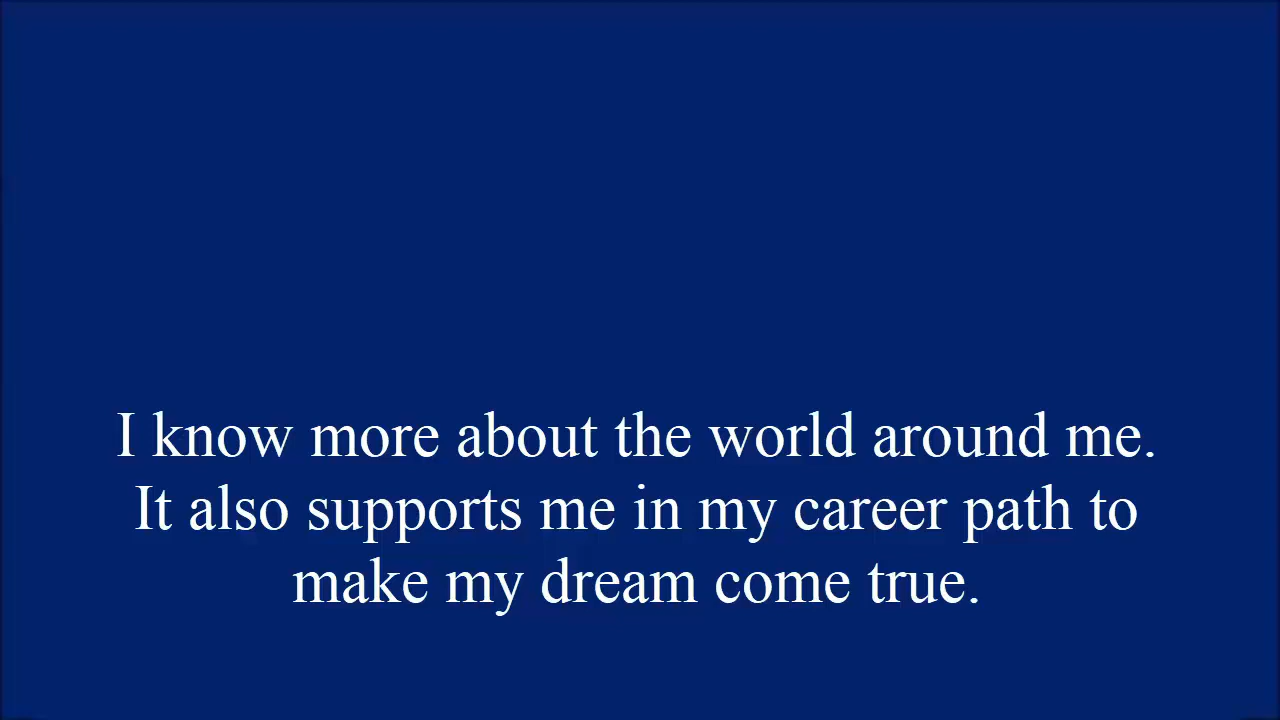 I know more about the world around me.
It also supports me in my career path to
make my dream come true.